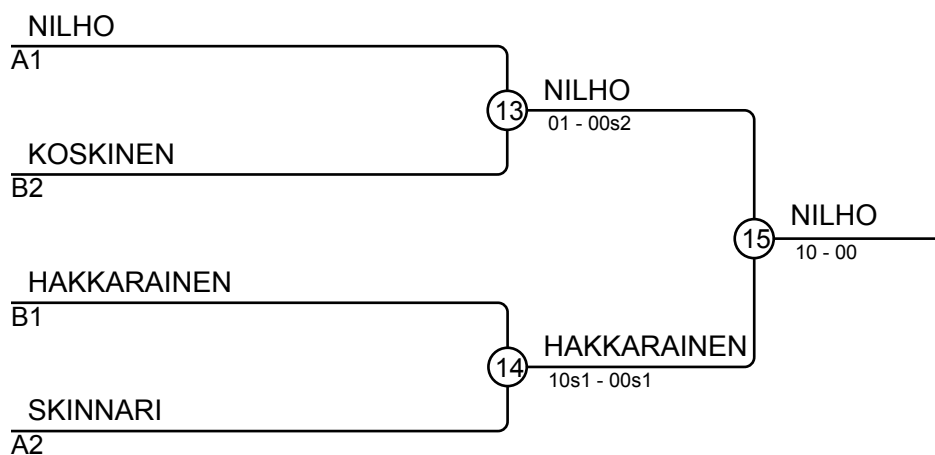 NILHO
A1
13
NILHO
01 - 00s2
KOSKINEN
B2
15
NILHO
10 - 00
HAKKARAINEN
B1
14
HAKKARAINEN
10s1 - 00s1
SKINNARI
A2